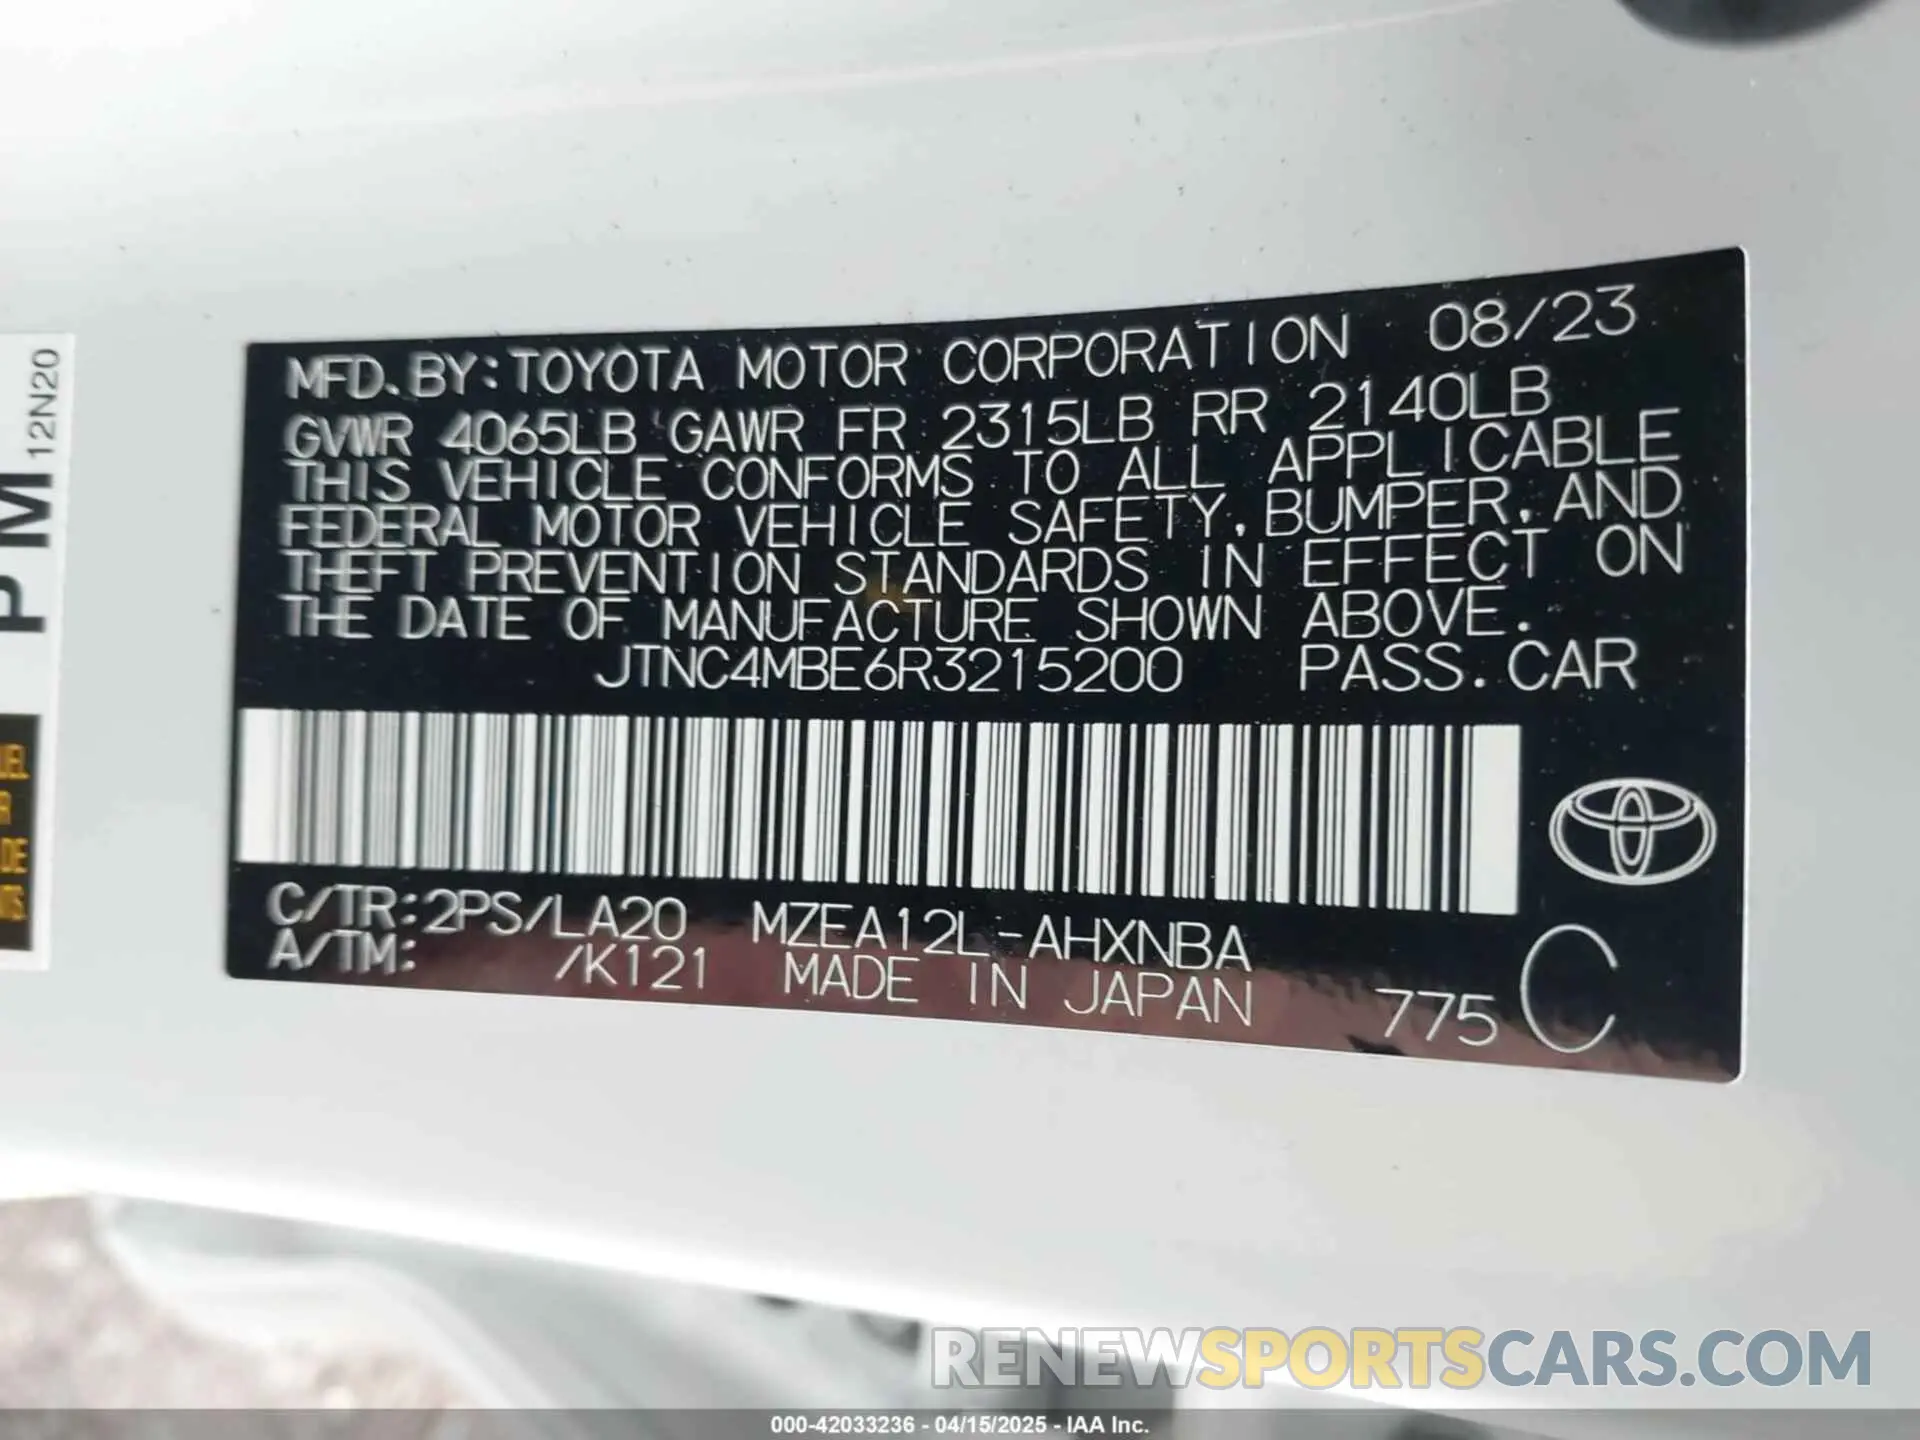 MFD. BY: TOYOTA MOTOR CORPORATION 08/23
GVWR 4065LB GAWR FR 2315LB RR 2140LB
THIS VEHICLE CONFORMS TO ALL APPLICABLE
FEDERAL MOTOR VEHICLE SAFETY, BUMPER, AND
THEFT PREVENTION STANDARDS IN EFFECT ON
THE DATE OF MANUFACTURE SHOWN ABOVE.
JTNC4MBE6R3215200 PASS. CAR
C/TR: 2PS/LA20 MZEA12L-AHXNBA
A/TM: /K121 MADE IN JAPAN 775 C
12N20
P M
DE
RENEWSPORTSCARS.COM
000-42033236 - 04/15/2025 - IAA Inc.